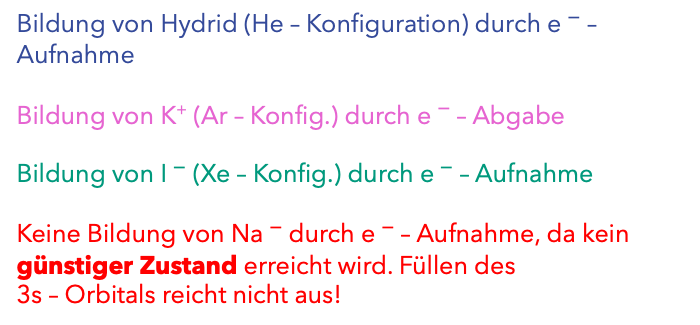 Bildung von Hydrid (He – Konfiguration) durch e ⁻ –
Aufnahme
Bildung von K⁺ (Ar – Konfig.) durch e ⁻ – Abgabe
Bildung von I ⁻ (Xe – Konfig.) durch e ⁻ – Aufnahme
Keine Bildung von Na ⁻ durch e ⁻ – Aufnahme, da kein
günstiger Zustand erreicht wird. Füllen des
3s – Orbitals reicht nicht aus!